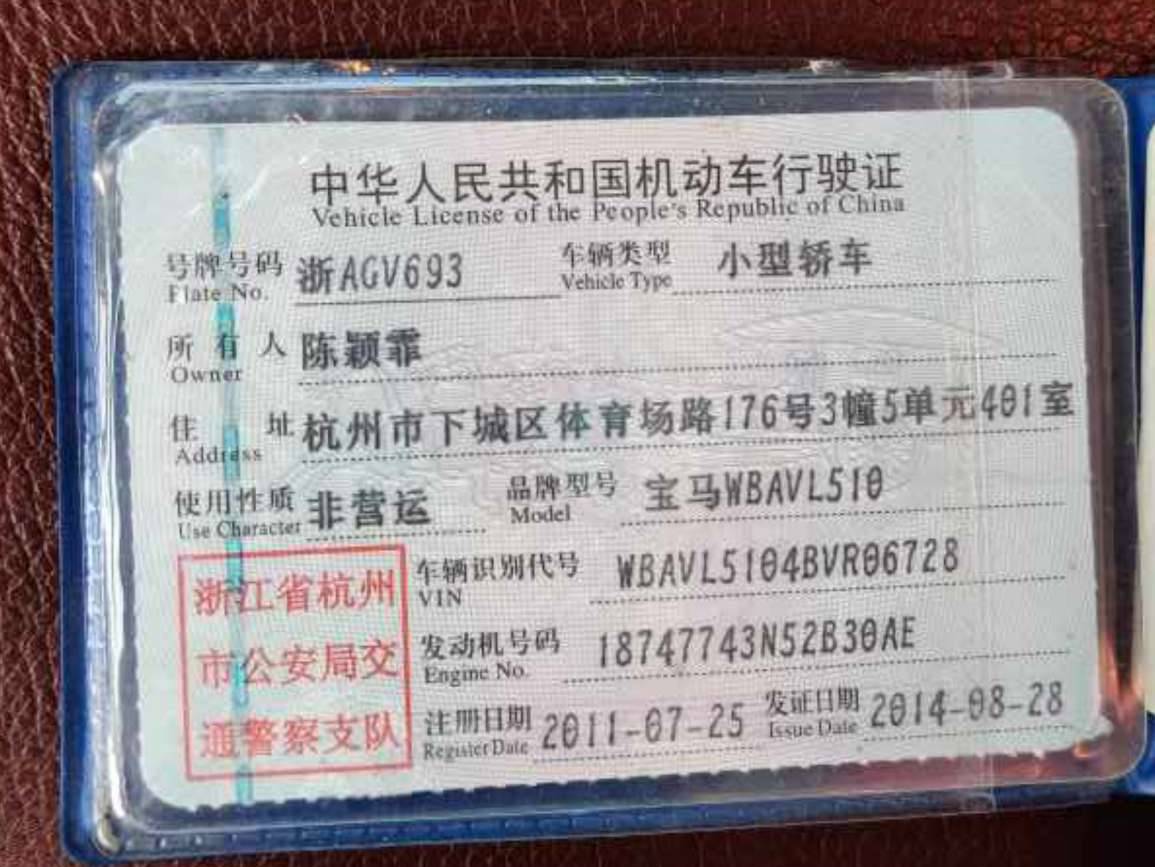 中华人民共和国机动车行驶证
Vehicle License of the People's Republic of China
号牌号码 浙AGV693 车辆类型 小型轿车
Plate No. Vehicle Type
所有人 陈颖霏
Owner
住址 杭州市下城区体育场路176号3幢5单元401室
Address
使用性质 非营运 品牌型号 宝马WBAVL510
Use Character Model
浙江省杭州
市公安局交
通警察支队
车辆识别代号 WBAVL5104BVR06728
VIN
发动机号码 18747743N52B30AE
Engine No.
注册日期 2011-07-25 发证日期 2014-08-28
Register Date Issue Date